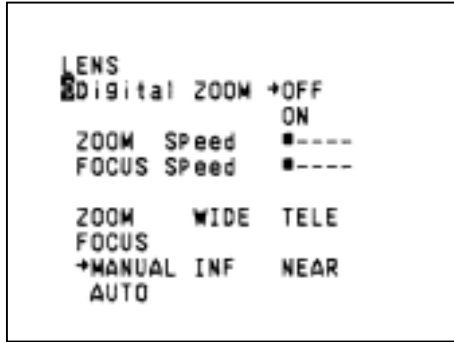 LENS
Digital ZOOM →OFF
ON
ZOOM SPeed ■----
FOCUS SPeed ■----
ZOOM WIDE TELE
FOCUS
→MANUAL INF NEAR
AUTO